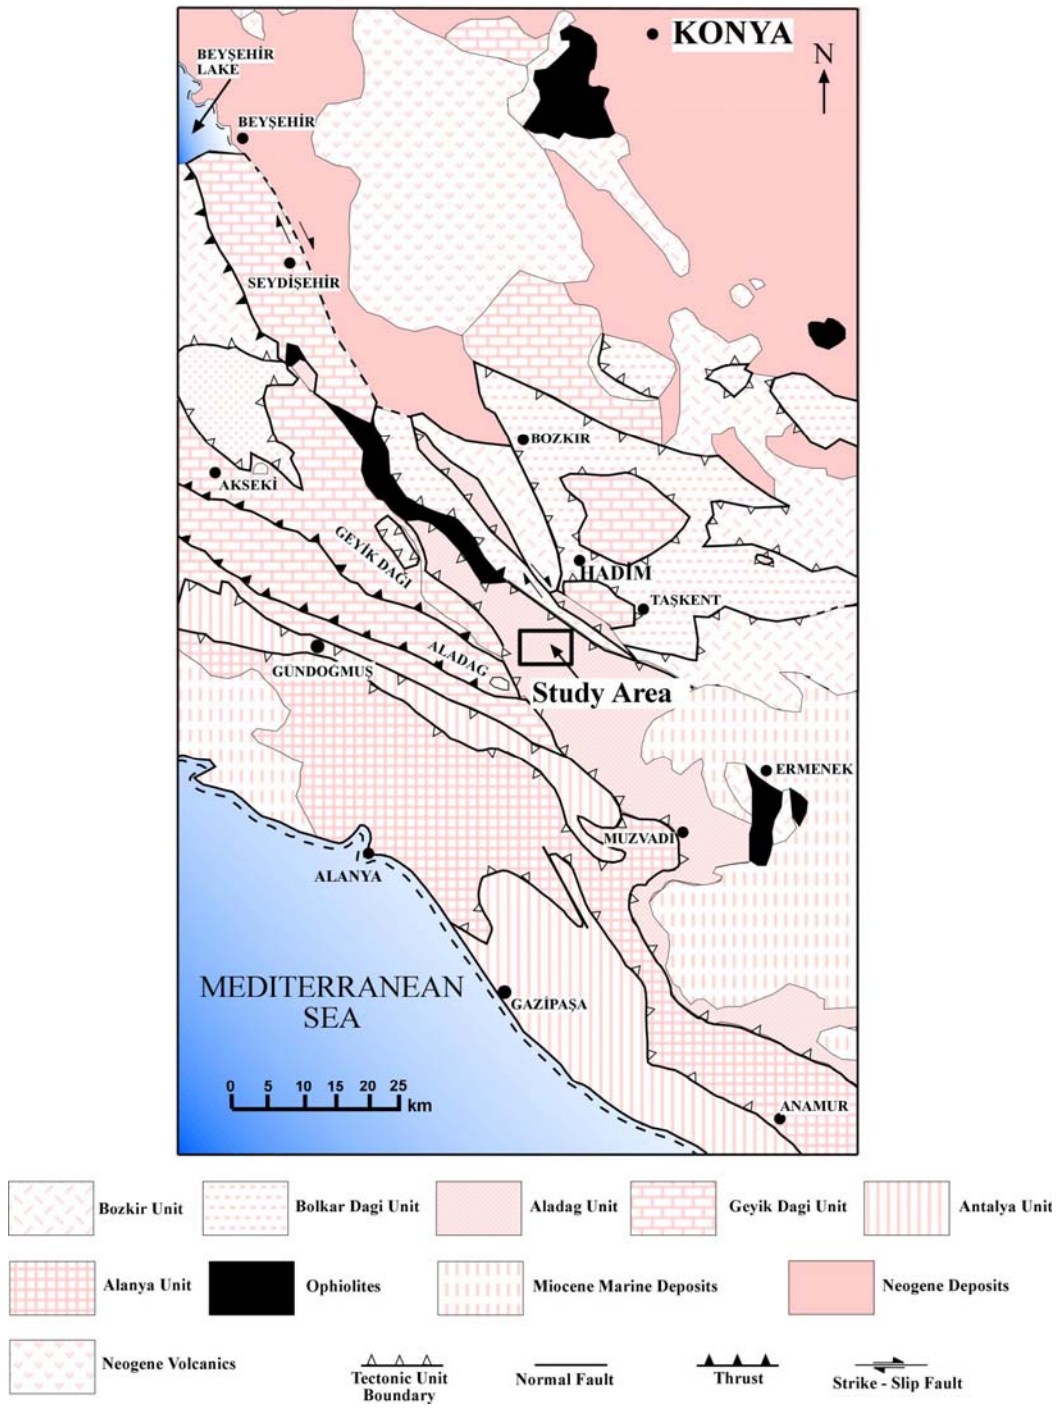 KONYA
N
BEYŞEHİR
LAKE
BEYŞEHİR
SEYDİŞEHİR
BOZKIR
AKSEKİ
GEYİK DAĞI
HADİM
TAŞKENT
GÜNDOĞMUŞ
ALADAG
Study Area
ERMENEK
MUZVADI
ALANYA
MEDITERRANEAN
SEA
GAZİPAŞA
0 5 10 15 20 25
km
ANAMUR
Bozkir Unit
Bolkar Dagi Unit
Aladag Unit
Geyik Dagi Unit
Antalya Unit
Alanya Unit
Ophiolites
Miocene Marine Deposits
Neogene Deposits
Neogene Volcanics
Tectonic Unit
Boundary
Normal Fault
Thrust
Strike - Slip Fault